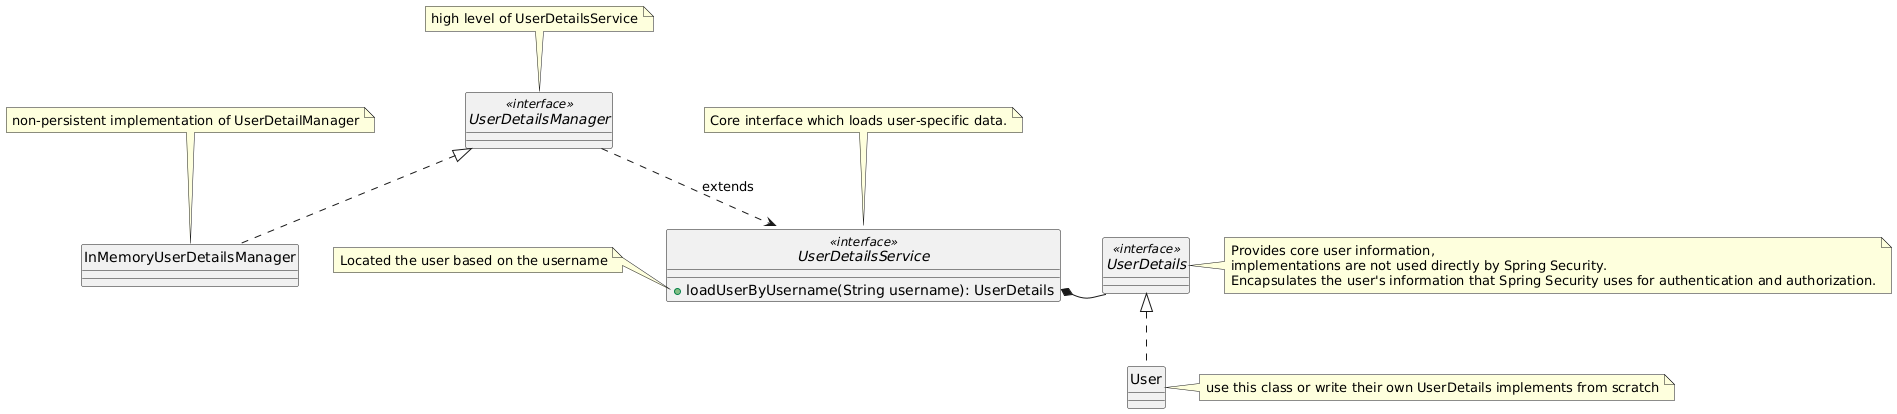 high level of UserDetailsService
«interface»
UserDetailsManager
non-persistent implementation of UserDetailManager
Core interface which loads user-specific data.
extends
InMemoryUserDetailsManager
Located the user based on the username
«interface»
UserDetailsService
loadUserByUsername(String username): UserDetails
«interface»
UserDetails
Provides core user information,
implementations are not used directly by Spring Security.
Encapsulates the user's information that Spring Security uses for authentication and authorization.
User
use this class or write their own UserDetails implements from scratch